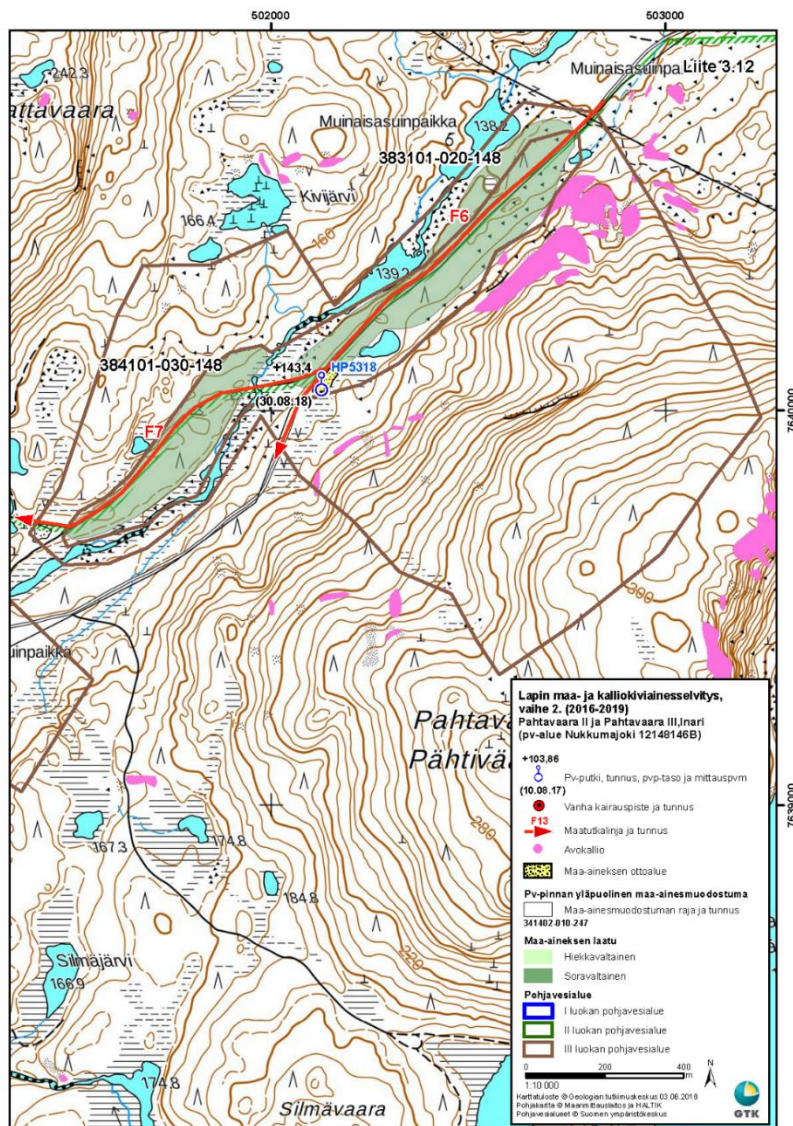 502000
503000
242.3
attavaara
Muinaisasuinpa
Liite 3.12
Muinaisasuinpaikka
138.2
383101-020-148
Kivijärvi
166.4
160
F6
139.2
384101-030-148
+143,4
HP5318
(30.08.18)
7640000
F7
300
uinpaikka
Pahtava
Pähtivää
280
7639000
167.3
174.8
184.8
220
Silmäjärvi
166.9
174.8
Silmävaara
Lapin maa- ja kalliokiviainesselvitys,
vaihe 2. (2016-2019)
Pahtavaara II ja Pahtavaara III,Inari
(pv-alue Nukkumajoki 12148146B)
+103,86
Pv-putki, tunnus, pvp-taso ja mittauspvm
(10.08.17)
Vanha kairauspiste ja tunnus
F13
Maatutkalinja ja tunnus
Avokallio
Maa-aineksen ottoalue
Pv-pinnan yläpuolinen maa-ainesmuodostuma
Maa-ainesmuodostuman raja ja tunnus
341402-010-247
Maa-aineksen laatu
Hiekkavaltainen
Soravaltainen
Pohjavesialue
I luokan pohjavesialue
II luokan pohjavesialue
III luokan pohjavesialue
0 200 400
m
N
1:10 000
Karttatuloste © Geologian tutkimuskeskus 03.06.2018
Pohjakartta © Maanmittauslaitos ja HALTIK
Pohjavesialueet © Suomen ympäristökeskus
GTK